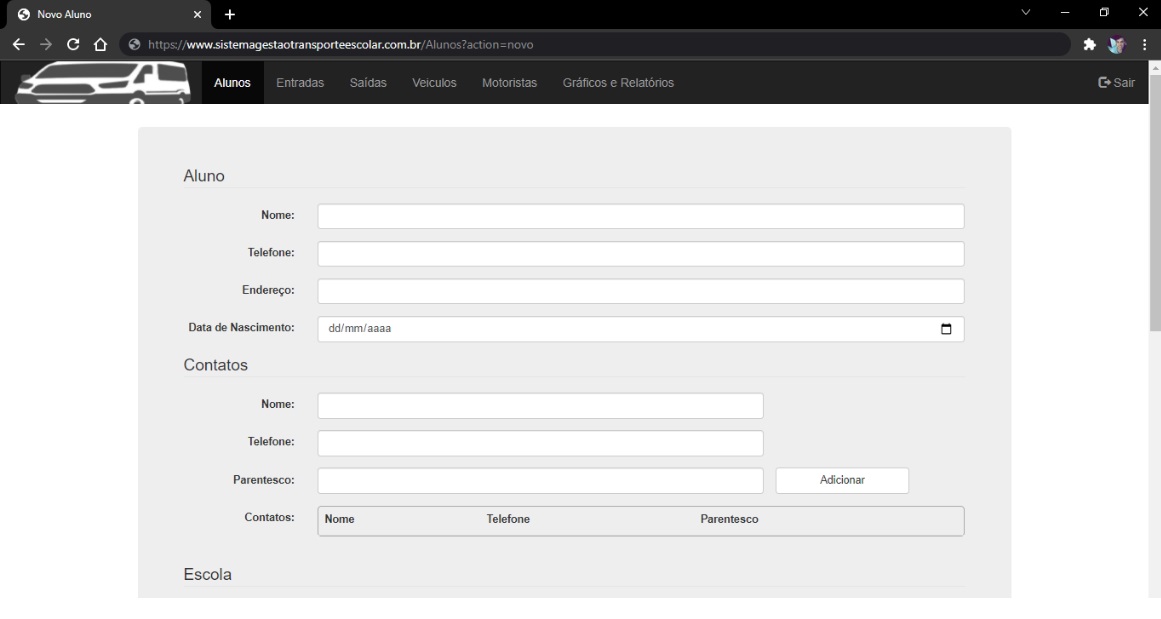 Novo Aluno
https://www.sistemagestaotransporteescolar.com.br/Alunos?action=novo
Alunos Entradas Saídas Veiculos Motoristas Gráficos e Relatórios Sair
Aluno
Nome:
Telefone:
Endereço:
Data de Nascimento: dd/mm/aaaa
Contatos
Nome:
Telefone:
Parentesco: Adicionar
Contatos: Nome Telefone Parentesco
Escola